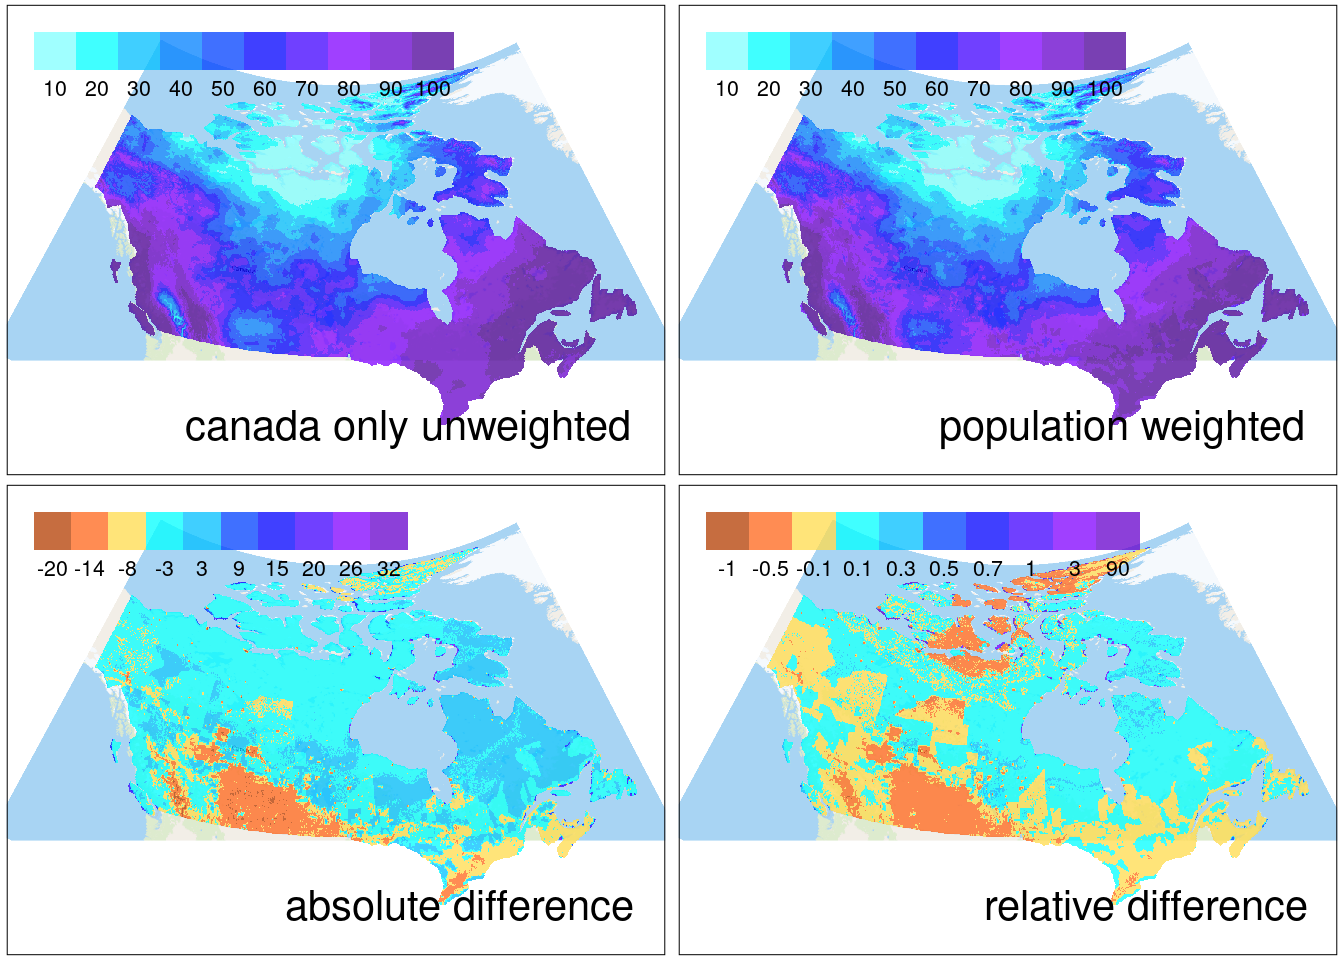 10 20 30 40 50 60 70 80 90 100
canada only unweighted
10 20 30 40 50 60 70 80 90 100
population weighted
-20 -14 -8 -3 3 9 15 20 26 32
absolute difference
-1 -0.5 -0.1 0.1 0.3 0.5 0.7 1 3 90
relative difference